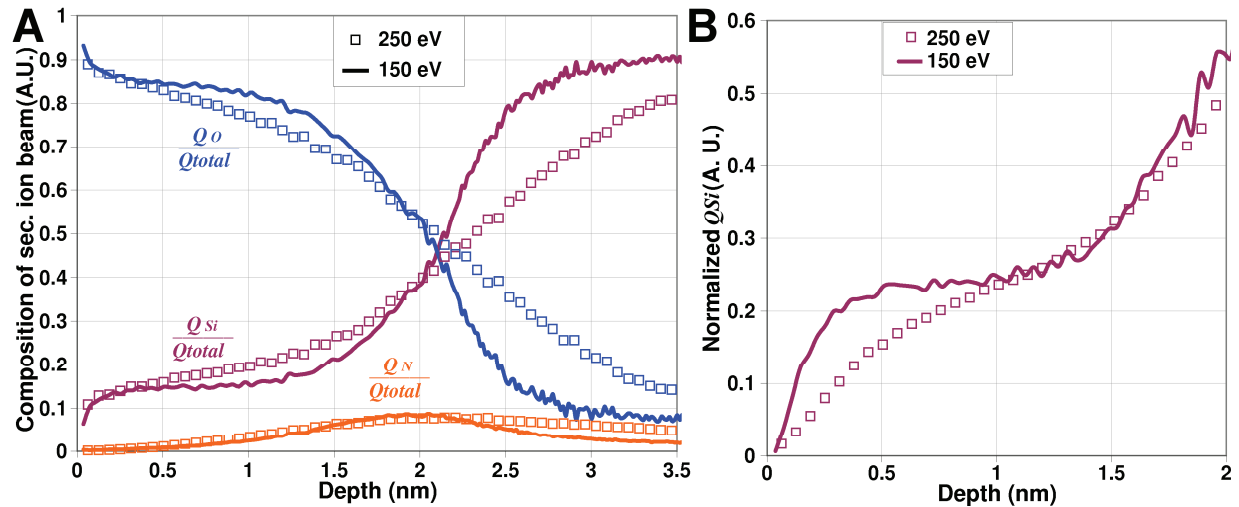 A
Composition of sec. ion beam(A.U.)
1
0.9
0.8
0.7
0.6
0.5
0.4
0.3
0.2
0.1
0
250 eV
150 eV
Q O
Qtotal
Q Si
Qtotal
Q N
Qtotal
0
0.5
1
1.5
2
2.5
3
3.5
Depth (nm)
B
Normalized QSi (A. U.)
0.6
0.5
0.4
0.3
0.2
0.1
0
250 eV
150 eV
0
0.5
1
1.5
2
Depth (nm)